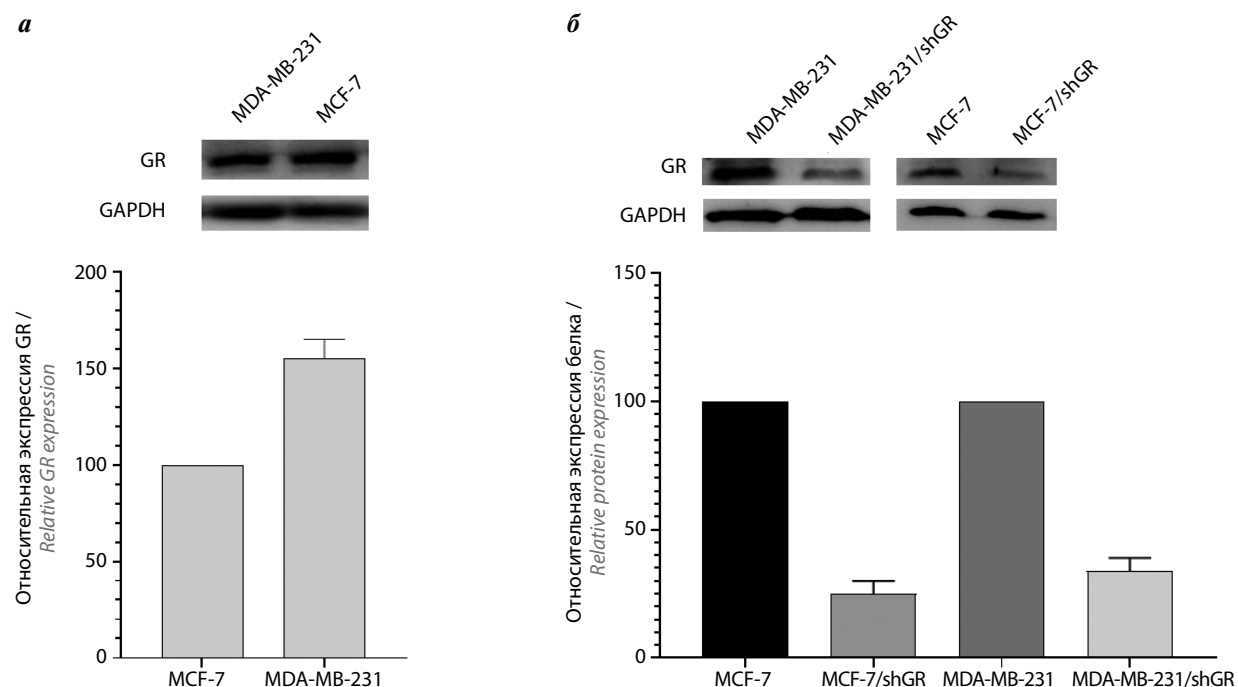 а
MDA-MB-231
MCF-7
GR
GAPDH
Относительная экспрессия GR /
Relative GR expression
200
150
100
50
0
MCF-7
MDA-MB-231
б
MDA-MB-231
MDA-MB-231/shGR
MCF-7
MCF-7/shGR
GR
GAPDH
Относительная экспрессия белка /
Relative protein expression
150
100
50
0
MCF-7
MCF-7/shGR
MDA-MB-231
MDA-MB-231/shGR